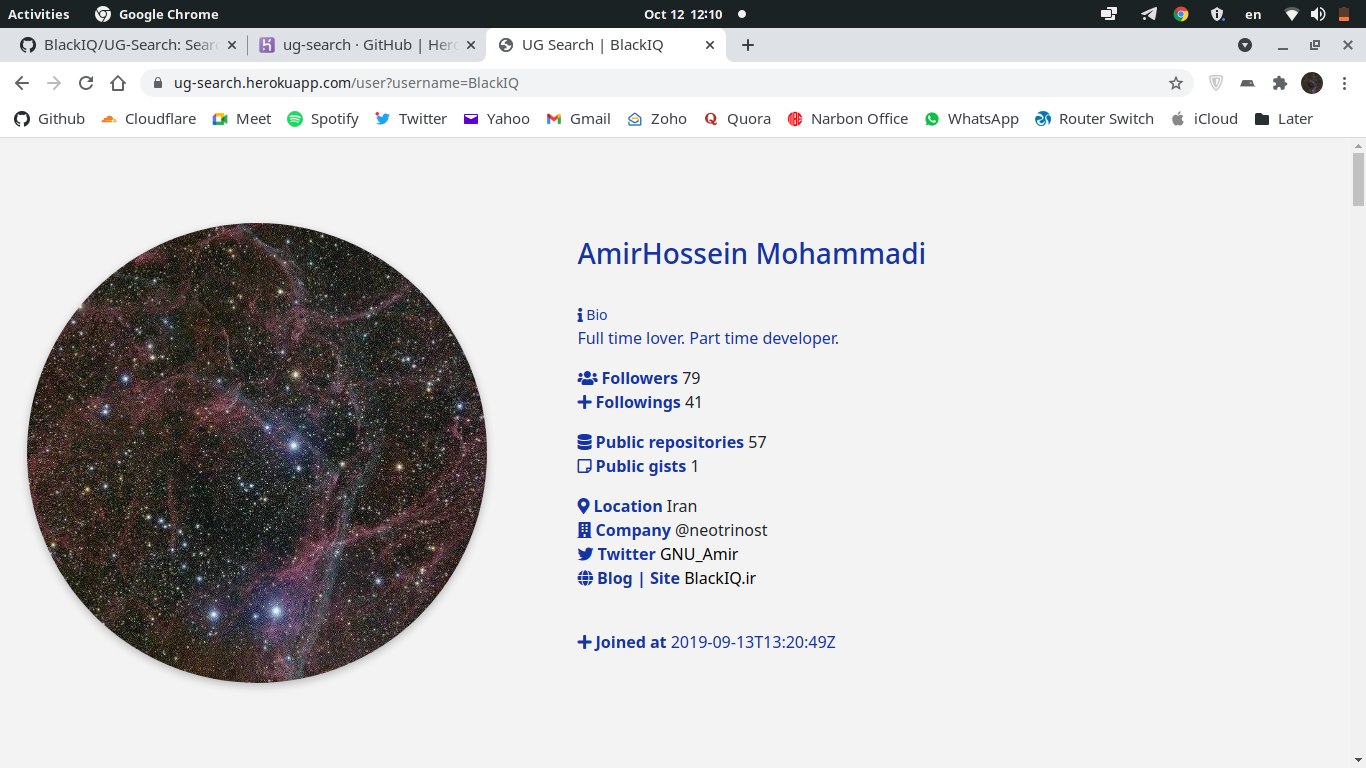 Activities Google Chrome Oct 12 12:10 en
BlackIQ/UG-Search: Sear ug-search · GitHub | Hero UG Search | BlackIQ
ug-search.herokuapp.com/user?username=BlackIQ
Github Cloudflare Meet Spotify Twitter Yahoo Gmail Zoho Quora Narbon Office WhatsApp Router Switch iCloud Later
AmirHossein Mohammadi
Bio
Full time lover. Part time developer.
Followers 79
Followings 41
Public repositories 57
Public gists 1
Location Iran
Company @neotrinost
Twitter GNU_Amir
Blog | Site BlackIQ.ir
Joined at 2019-09-13T13:20:49Z